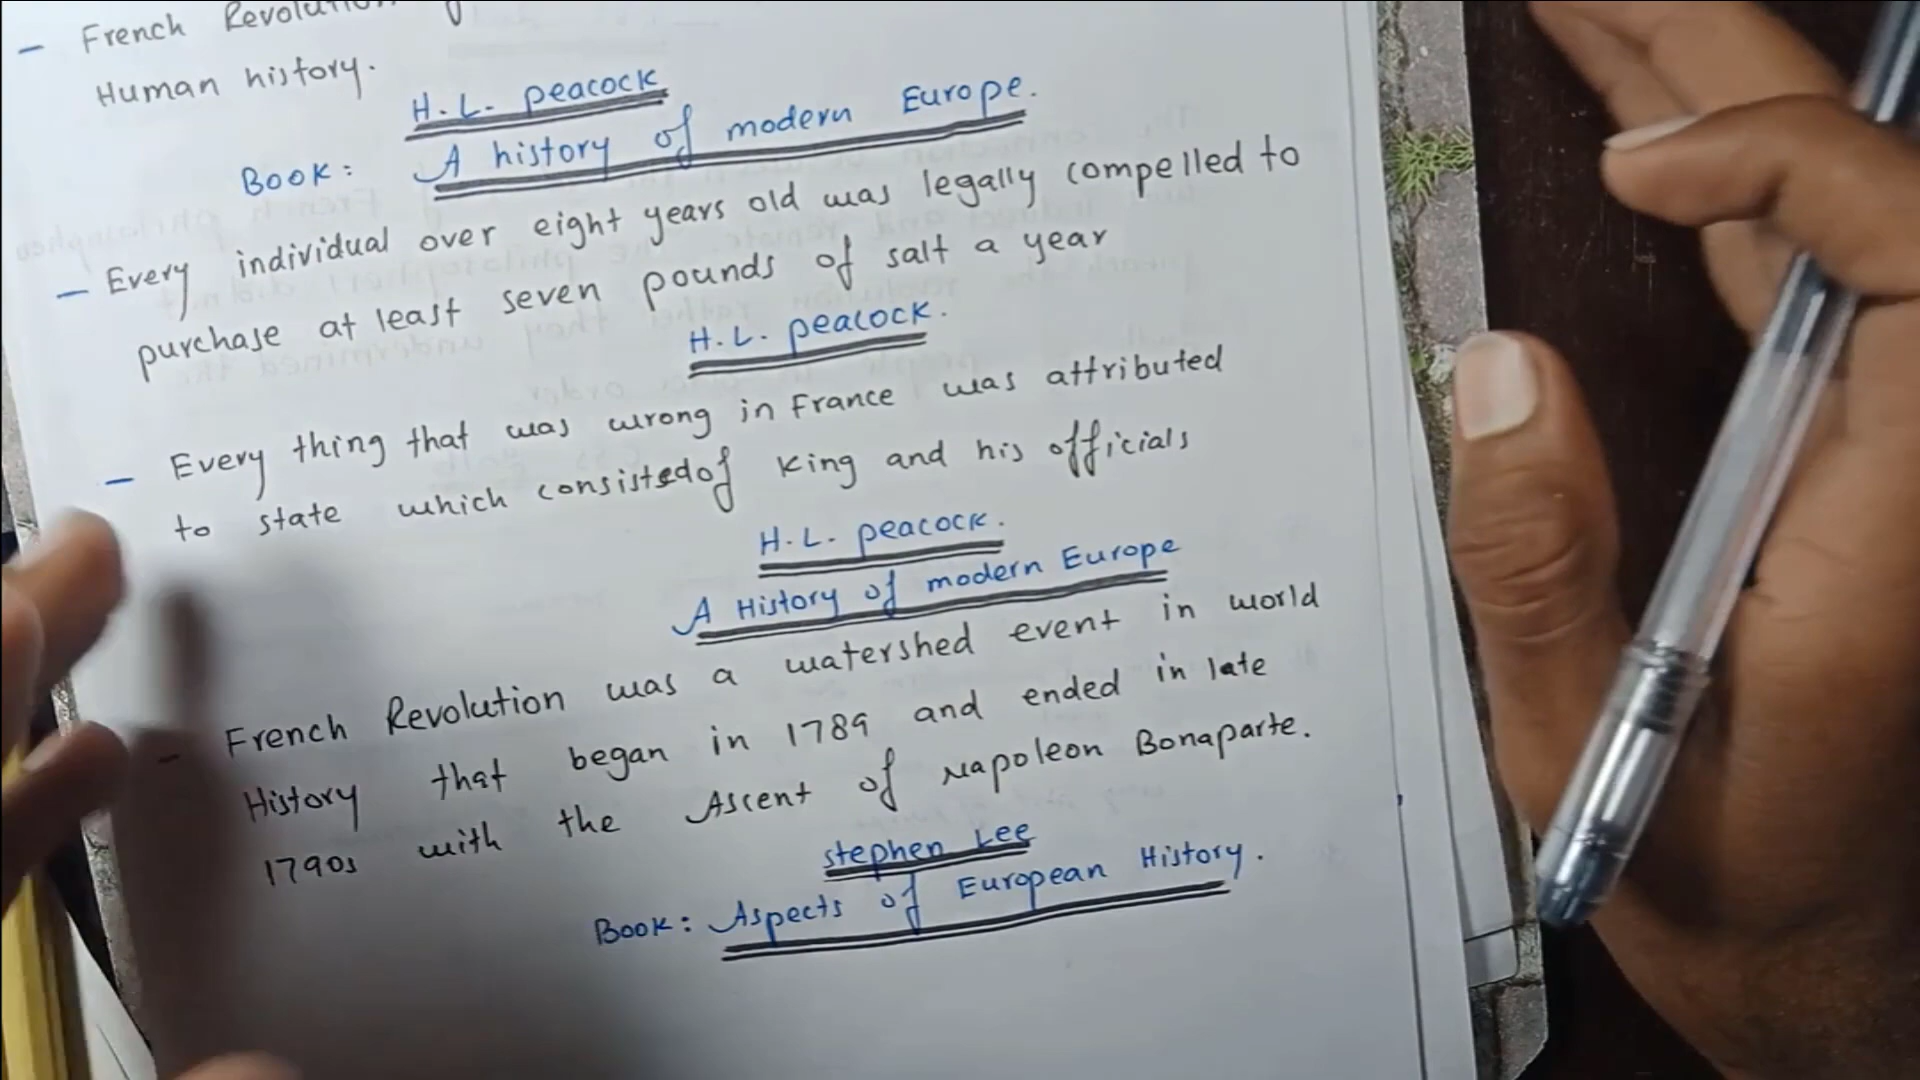 - French Revolution
Human history.
H.L. peacock
Book: A history of modern Europe.
- Every individual over eight years old was legally compelled to
purchase at least seven pounds of salt a year
H.L. peacock.
- Every thing that was wrong in France was attributed
to state which consisted of King and his officials
H.L. peacock.
A History of modern Europe
- French Revolution was a watershed event in world
History that began in 1789 and ended in late
1790s with the Ascent of Napoleon Bonaparte.
stephen Lee
Book: Aspects of European History.